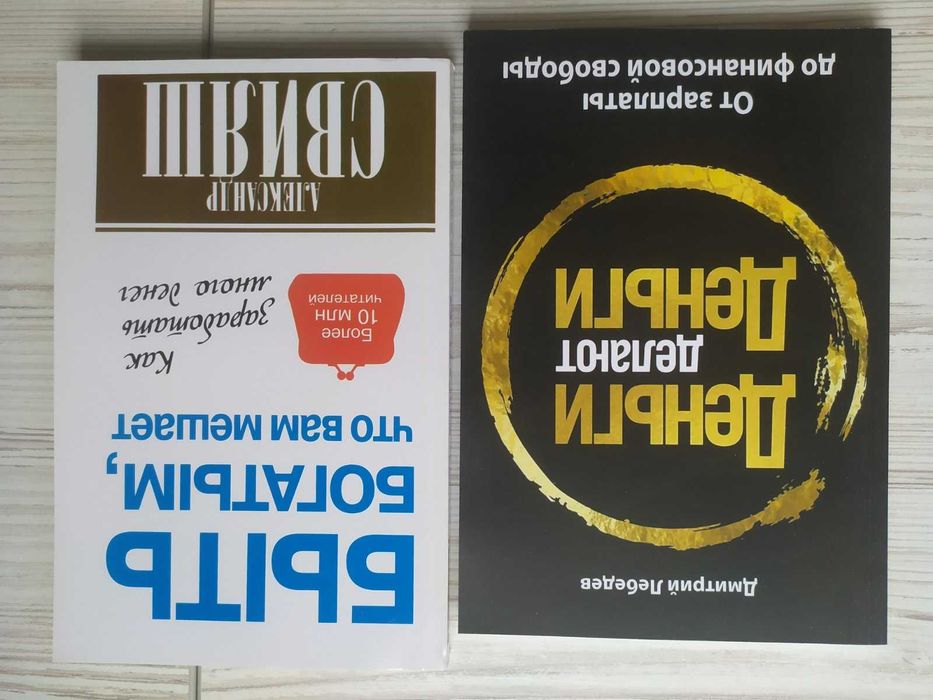 Дмитрий Лебедев
Деньги
делают
Деньги
От зарплаты
до финансовой свободы
БЫТЬ
БОГАТЫМ,
ЧТО ВАМ МЕШАЕТ
Более
10 МЛН
ЧИТАТЕЛЕЙ
Как
заработать
много денег
АЛЕКСАНДР
СВИЯШ